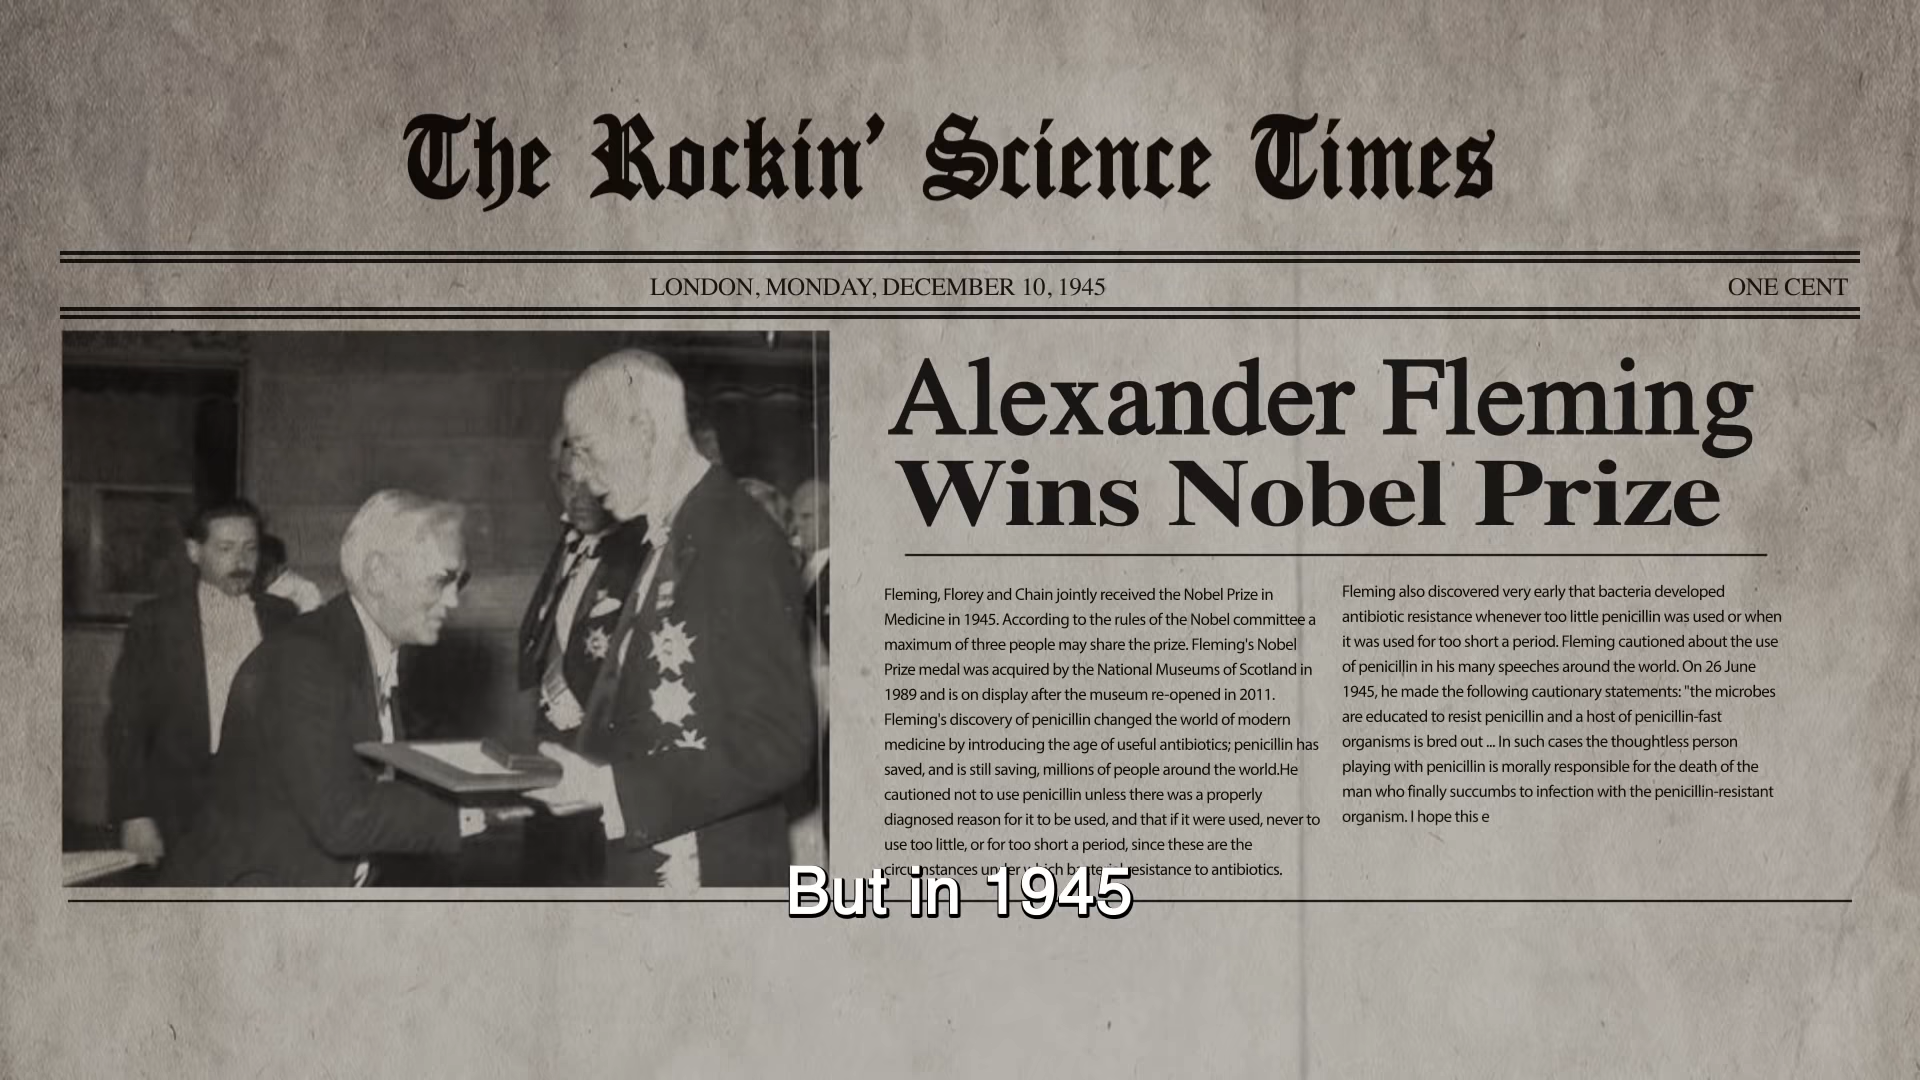 The Rockin' Science Times
LONDON, MONDAY, DECEMBER 10, 1945
ONE CENT
Alexander Fleming
Wins Nobel Prize
Fleming, Florey and Chain jointly received the Nobel Prize in
Medicine in 1945. According to the rules of the Nobel committee a
maximum of three people may share the prize. Fleming's Nobel
Prize medal was acquired by the National Museums of Scotland in
1989 and is on display after the museum re-opened in 2011.
Fleming's discovery of penicillin changed the world of modern
medicine by introducing the age of useful antibiotics; penicillin has
saved, and is still saving, millions of people around the world.He
cautioned not to use penicillin unless there was a properly
diagnosed reason for it to be used, and that if it were used, never to
use too little, or for too short a period, since these are the
circumstances under which bacterial resistance to antibiotics.
Fleming also discovered very early that bacteria developed
antibiotic resistance whenever too little penicillin was used or when
it was used for too short a period. Fleming cautioned about the use
of penicillin in his many speeches around the world. On 26 June
1945, he made the following cautionary statements: "the microbes
are educated to resist penicillin and a host of penicillin-fast
organisms is bred out ... In such cases the thoughtless person
playing with penicillin is morally responsible for the death of the
man who finally succumbs to infection with the penicillin-resistant
organism. I hope this e
But in 1945